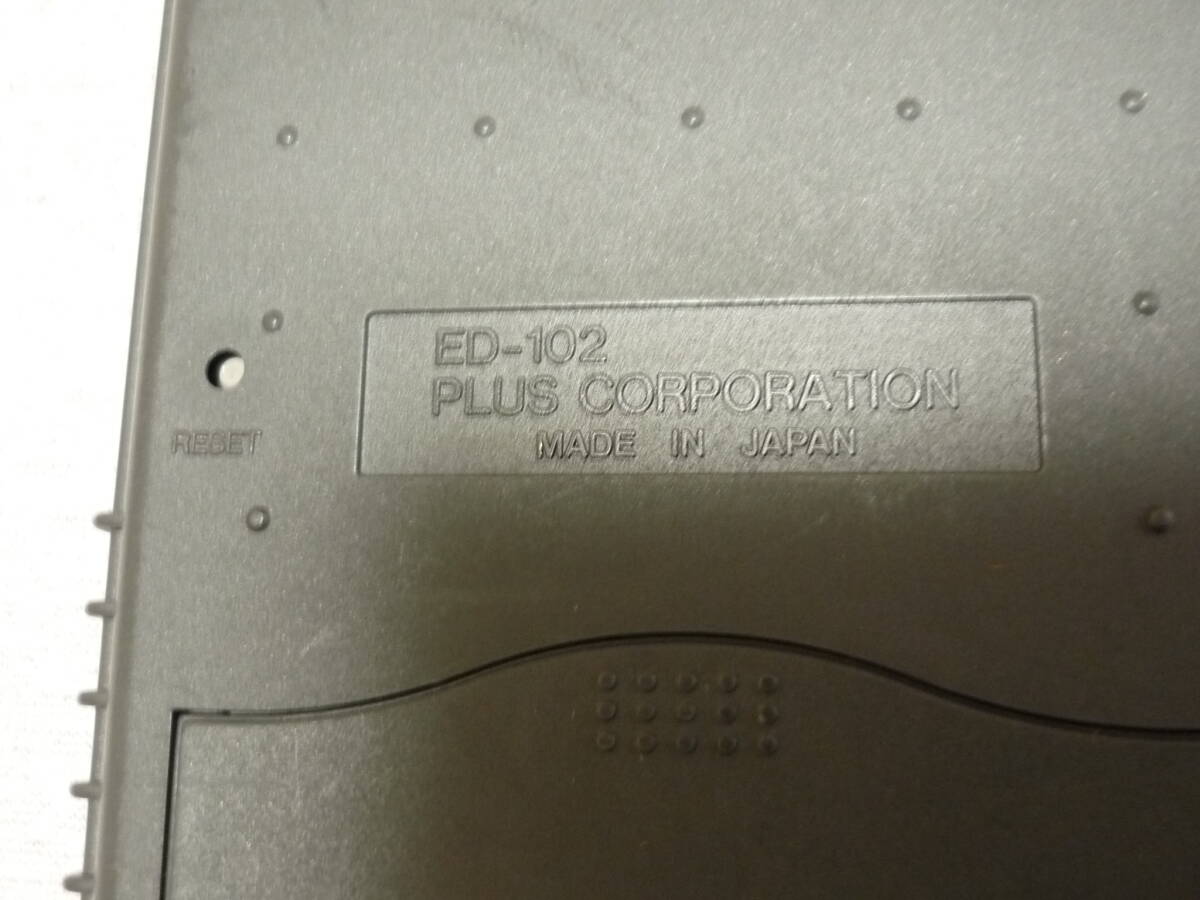 ED-102
PLUS CORPORATION
MADE IN JAPAN
RESET